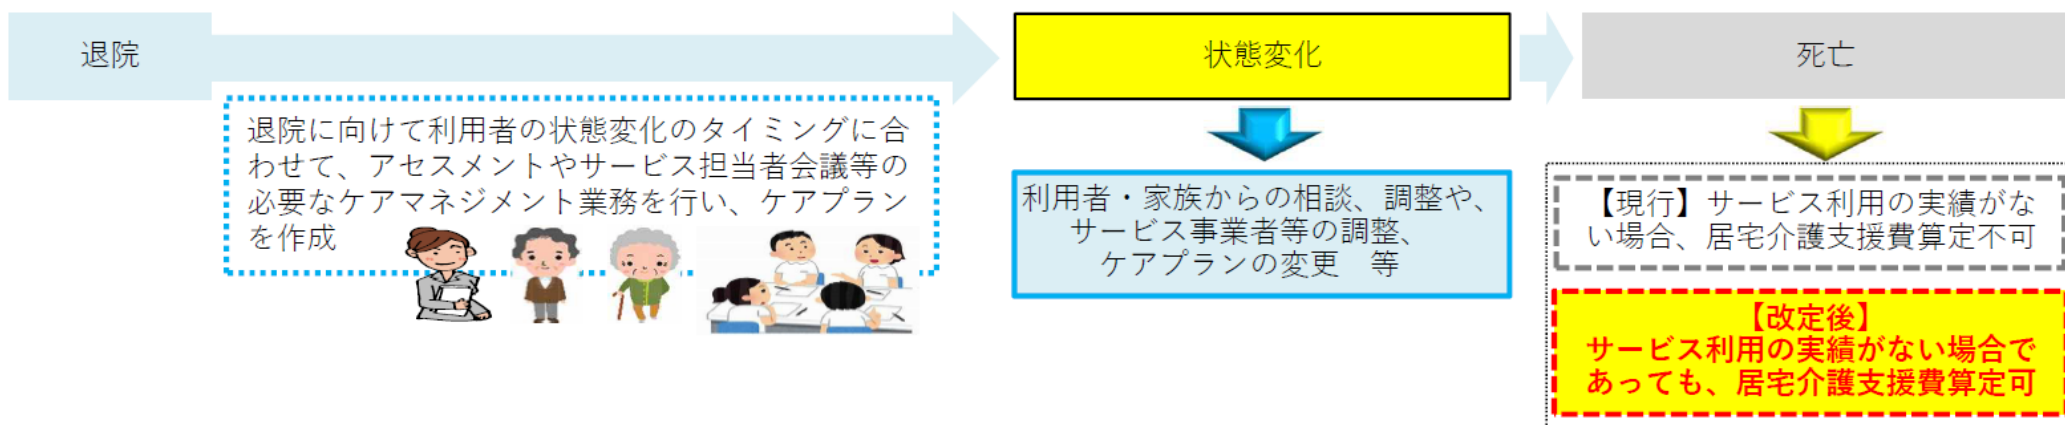 退院
状態変化
死亡
退院に向けて利用者の状態変化のタイミングに合
わせて、アセスメントやサービス担当者会議等の
必要なケアマネジメント業務を行い、ケアプラン
を作成
利用者・家族からの相談、調整や、
サービス事業者等の調整、
ケアプランの変更　等
【現行】サービス利用の実績がな
い場合、居宅介護支援費算定不可
【改定後】
サービス利用の実績がない場合で
あっても、居宅介護支援費算定可